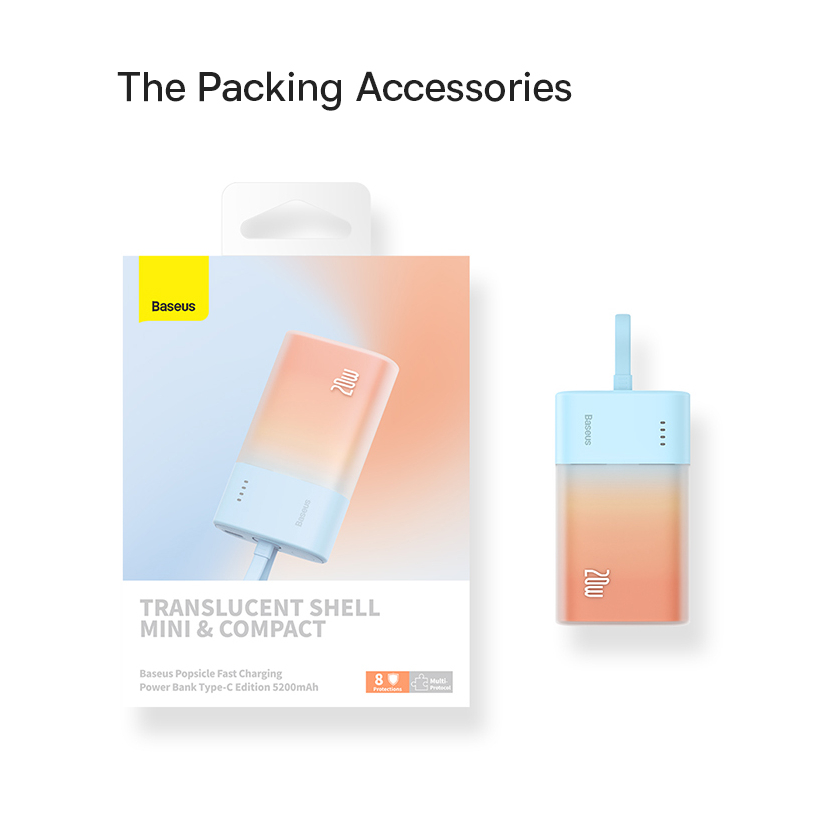 The Packing Accessories
Baseus
20W
Baseus
TRANSLUCENT SHELL
MINI & COMPACT
Baseus Popsicle Fast Charging
Power Bank Type-C Edition 5200mAh
8
Protections
Multi-
Protocol
Baseus
20W